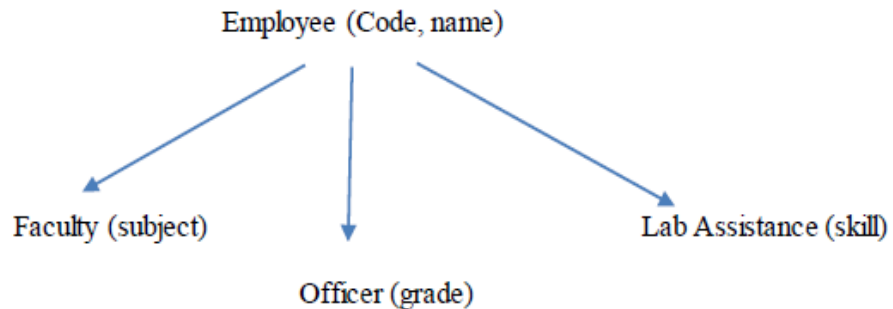 Employee (Code, name)
Faculty (subject)
Lab Assistance (skill)
Officer (grade)